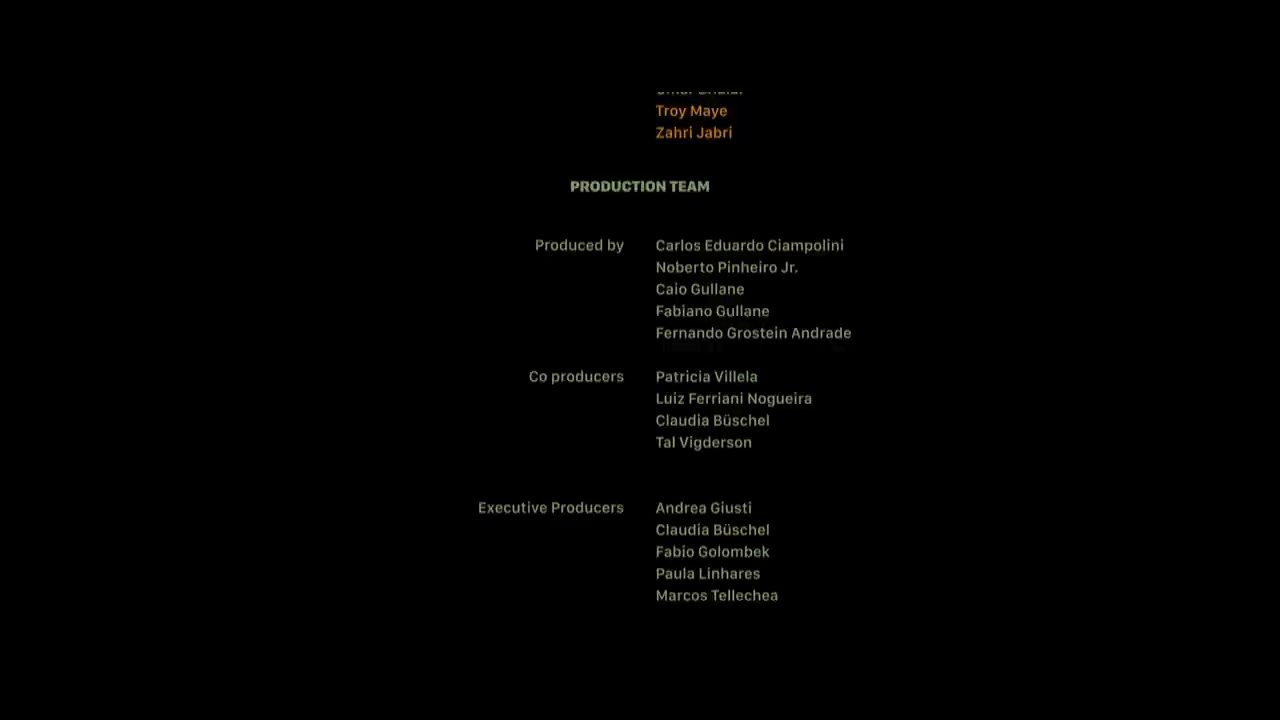 Troy Maye
Zahri Jabri
PRODUCTION TEAM
Produced by Carlos Eduardo Ciampolini
Noberto Pinheiro Jr.
Caio Gullane
Fabiano Gullane
Fernando Grostein Andrade
Co producers Patricia Villela
Luiz Ferriani Nogueira
Claudia Büschel
Tal Vigderson
Executive Producers Andrea Giusti
Claudia Büschel
Fabio Golombek
Paula Linhares
Marcos Tellechea